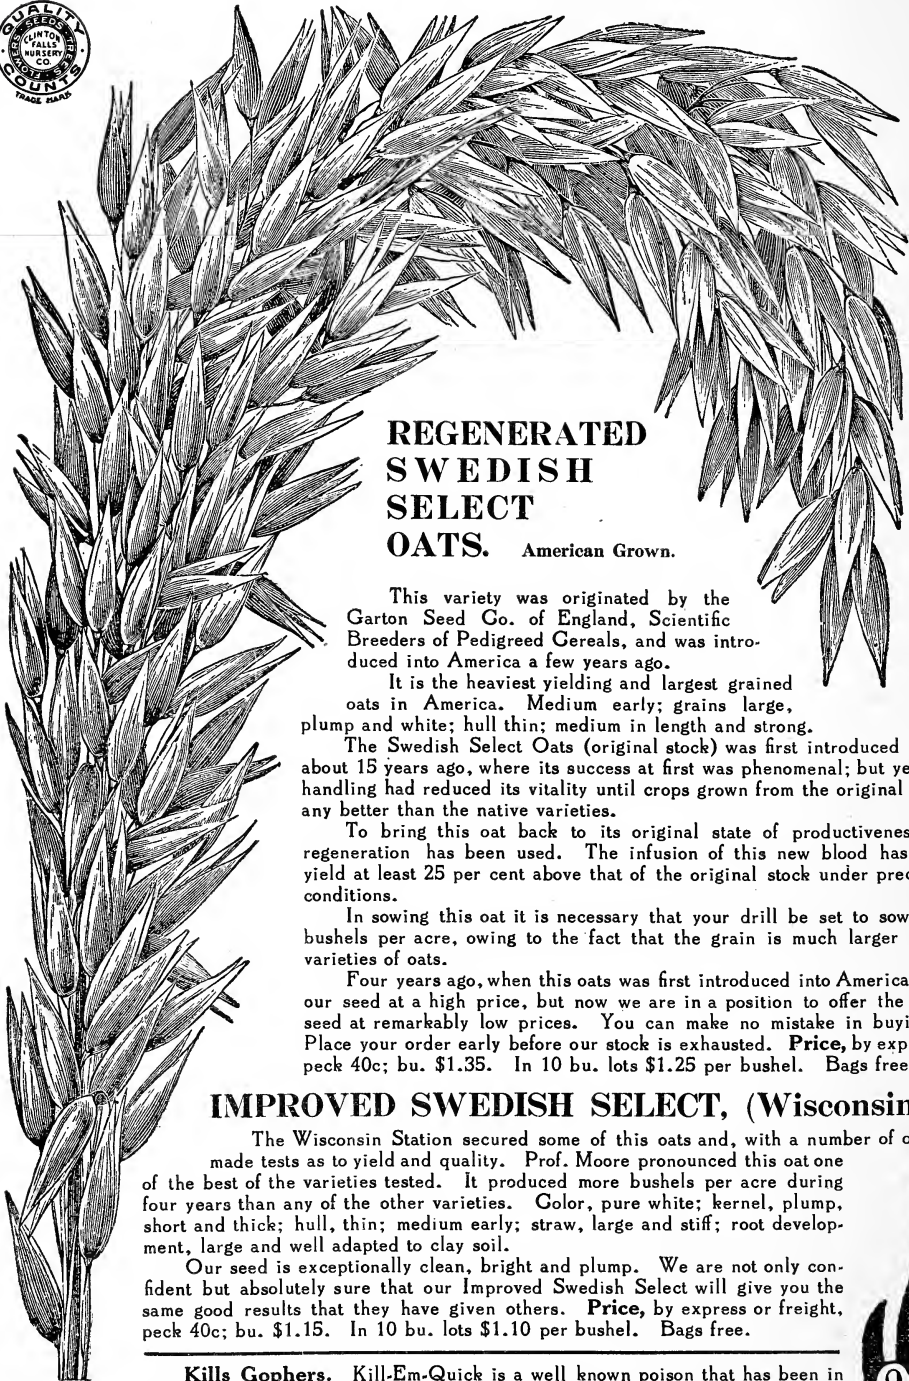 QUALITY
SEEDS TREES
CLINTON
FALLS
NURSERY
CO.
COUNTS
TRADE MARK
REGENERATED
SWEDISH
SELECT
OATS. American Grown.
This variety was originated by the
Garton Seed Co. of England, Scientific
Breeders of Pedigreed Cereals, and was intro-
duced into America a few years ago.
It is the heaviest yielding and largest grained
oats in America. Medium early; grains large,
plump and white; hull thin; medium in length and strong.
The Swedish Select Oats (original stock) was first introduced
about 15 years ago, where its success at first was phenomenal; but ye
handling had reduced its vitality until crops grown from the original
any better than the native varieties.
To bring this oat back to its original state of productivenes
regeneration has been used. The infusion of this new blood has
yield at least 25 per cent above that of the original stock under prec
conditions.
In sowing this oat it is necessary that your drill be set to sow
bushels per acre, owing to the fact that the grain is much larger
varieties of oats.
Four years ago, when this oats was first introduced into America
our seed at a high price, but now we are in a position to offer the
seed at remarkably low prices. You can make no mistake in buyi
Place your order early before our stock is exhausted. Price, by exp
peck 40c; bu. $1.35. In 10 bu. lots $1.25 per bushel. Bags free
IMPROVED SWEDISH SELECT, (Wisconsin
The Wisconsin Station secured some of this oats and, with a number of o
made tests as to yield and quality. Prof. Moore pronounced this oat one
of the best of the varieties tested. It produced more bushels per acre during
four years than any of the other varieties. Color, pure white; kernel, plump,
short and thick; hull, thin; medium early; straw, large and stiff; root develop-
ment, large and well adapted to clay soil.
Our seed is exceptionally clean, bright and plump. We are not only con-
fident but absolutely sure that our Improved Swedish Select will give you the
same good results that they have given others. Price, by express or freight,
peck 40c; bu. $1.15. In 10 bu. lots $1.10 per bushel. Bags free.
Kills Gophers. Kill-Em-Quick is a well known poison that has been in